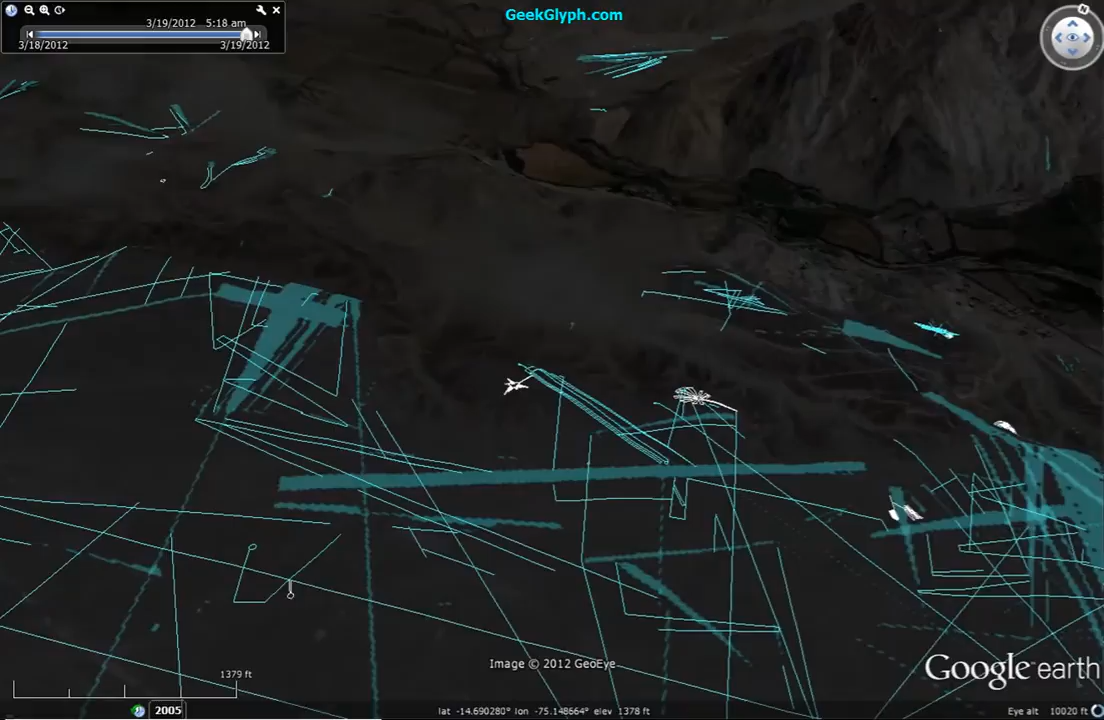 GeekGlyph.com
3/19/2012 5:18 am
3/18/2012
3/19/2012
N
Image © 2012 GeoEye
Google earth
1379 ft
2005
lat -14.690280° lon -75.148664° elev 1378 ft
Eye alt 10020 ft